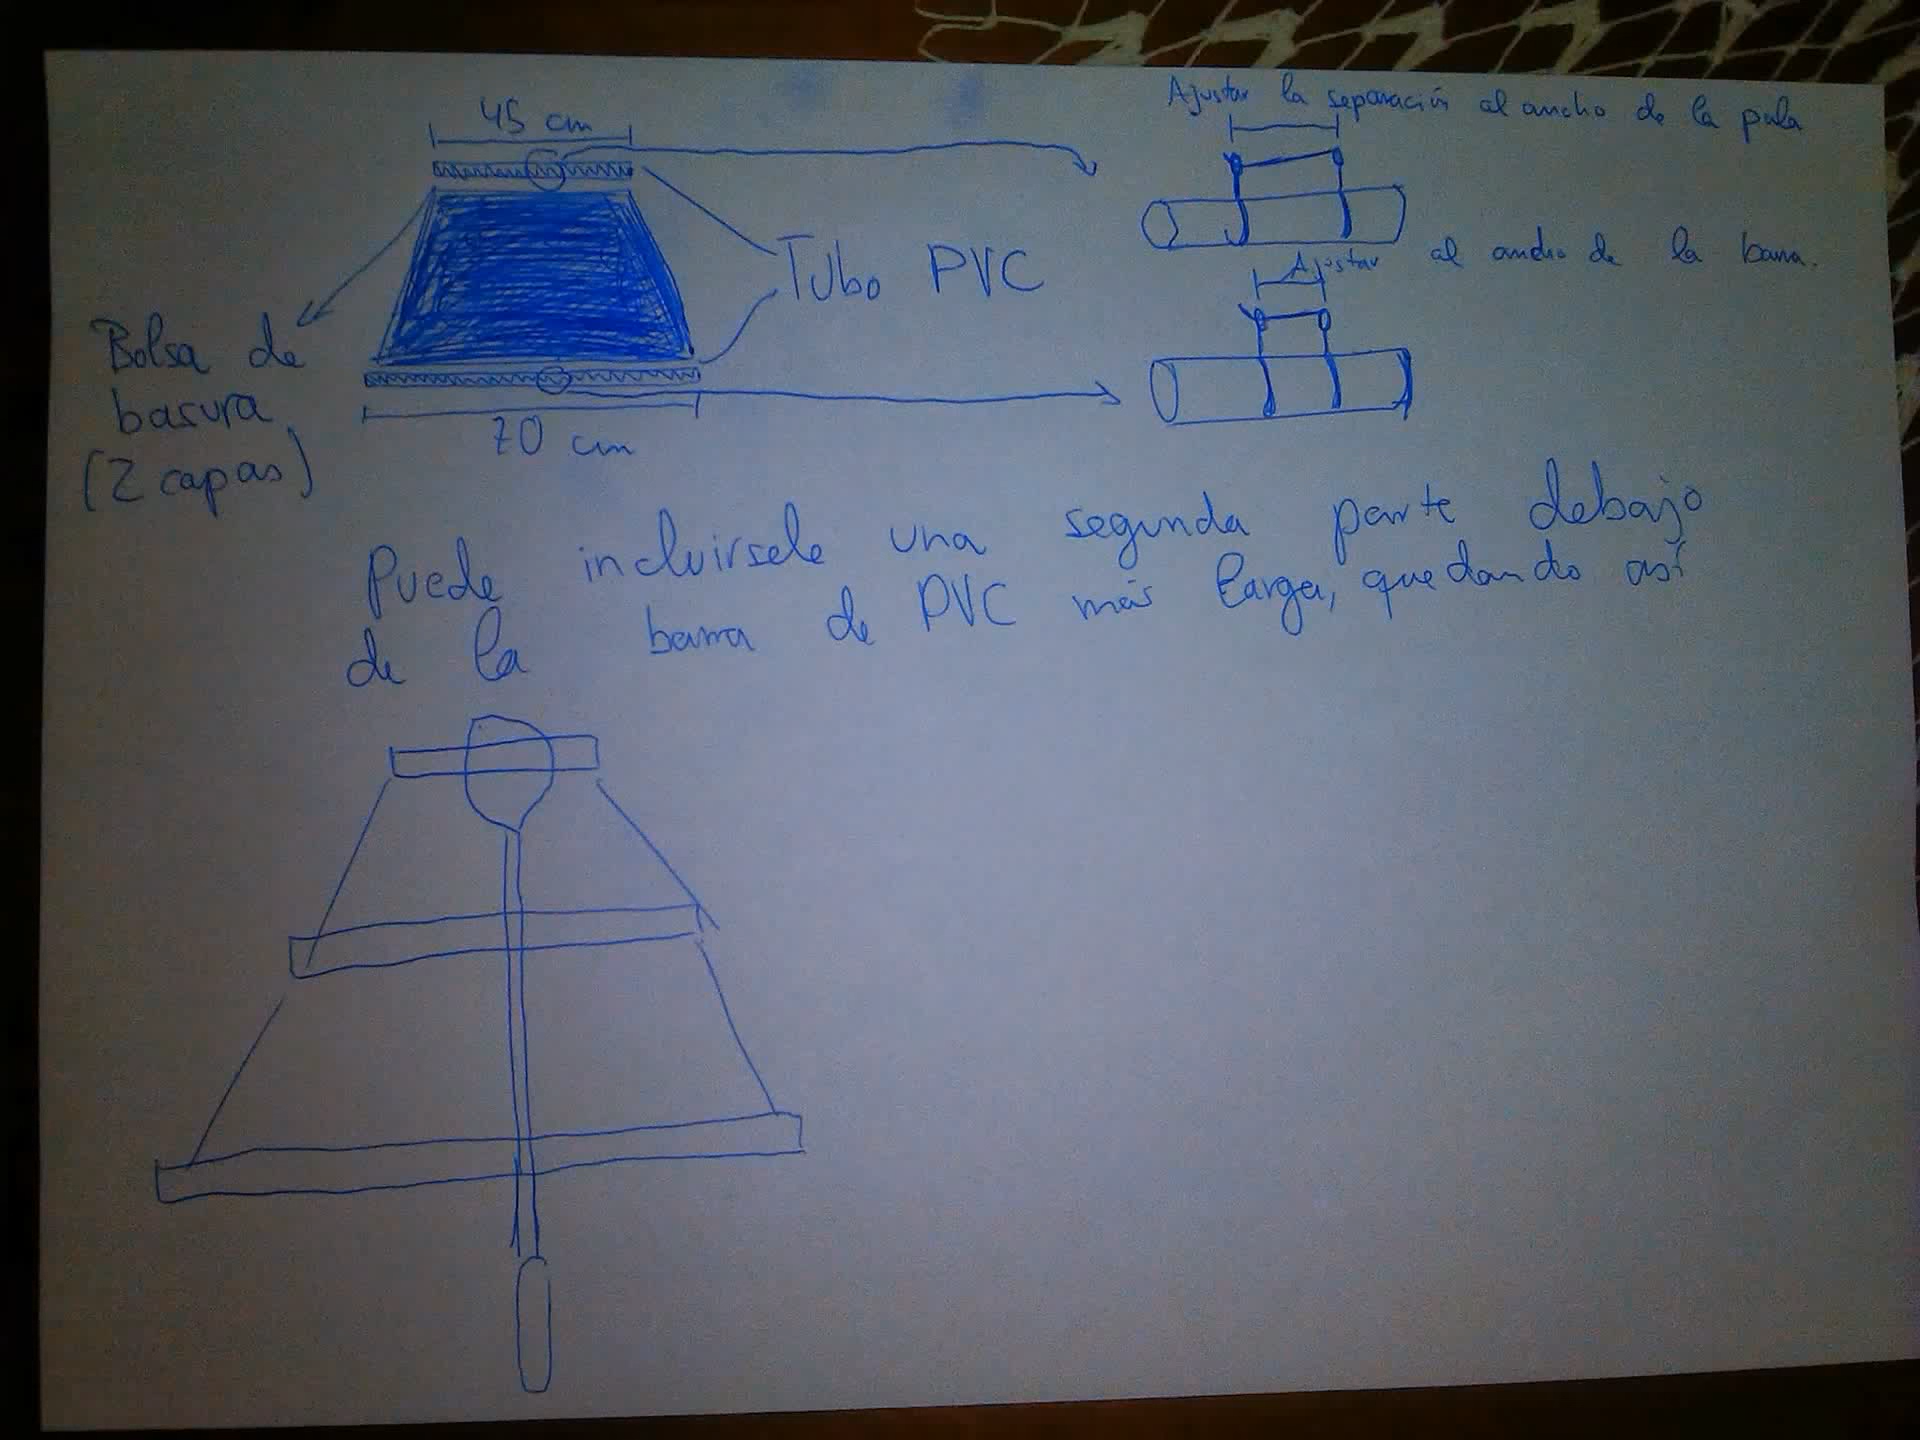 45 cm
Ajustar la separación al ancho de la pala
Tubo PVC
Ajustar al ancho de la barra.
Bolsa de
basura
(2 capas)
70 cm
Puede incluirsele una segunda parte debajo
de la barra de PVC más larga, quedando así